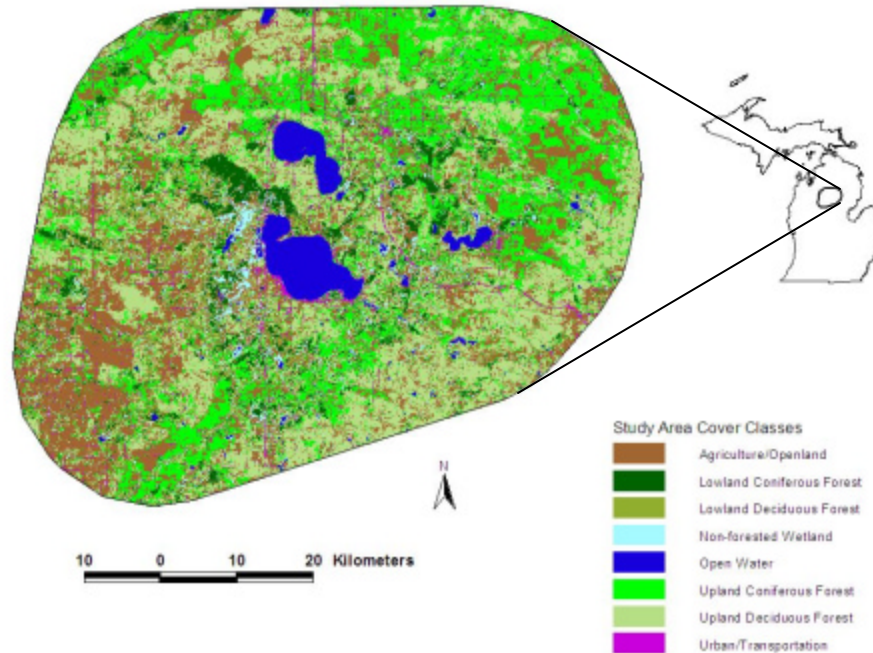 N
10 0 10 20 Kilometers
Study Area Cover Classes
Agriculture/Openland
Lowland Coniferous Forest
Lowland Deciduous Forest
Non-forested Wetland
Open Water
Upland Coniferous Forest
Upland Deciduous Forest
Urban/Transportation